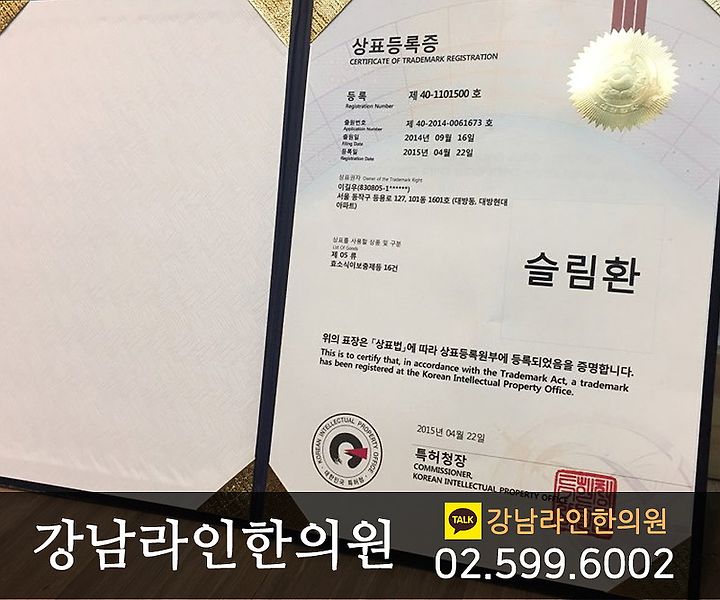 상표등록증
CERTIFICATE OF TRADEMARK REGISTRATION
등록 제 40-1101500 호
Registration Number
출원번호 제 40-2014-0061673 호
Application Number
출원일 2014년 09월 16일
Filing Date
등록일 2015년 04월 22일
Registration Date
상표권자 Owner of the Trademark Right
이길우(830805-1******)
서울 동작구 등용로 127, 101동 1601호 (대방동, 대방현대
아파트)
상표를 사용할 상품 및 구분
List Of Goods
제 05 류
효소식이보충제등 16건
슬림환
위의 표장은 「상표법」에 따라 상표등록원부에 등록되었음을 증명합니다.
This is to certify that, in accordance with the Trademark Act, a trademark
has been registered at the Korean Intellectual Property Office.
2015년 04월 22일
특허청장
COMMISSIONER,
KOREAN INTELLECTUAL PROPERTY OFFICE
KOREAN INTELLECTUAL PROPERTY OFFICE
대한민국 특허청
강남라인한의원
TALK 강남라인한의원
02.599.6002